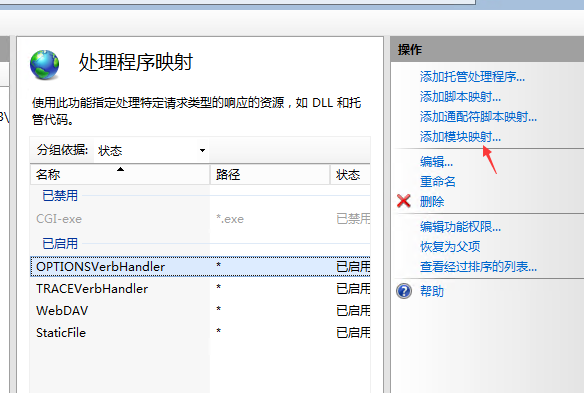 3\
处理程序映射
使用此功能指定处理特定请求类型的响应的资源，如 DLL 和托
管代码。
分组依据: 状态
名称 路径 状态
已禁用
CGI-exe *.exe 已禁用
已启用
OPTIONSVerbHandler * 已启用
TRACEVerbHandler * 已启用
WebDAV * 已启用
StaticFile * 已启用
操作
添加托管处理程序...
添加脚本映射...
添加通配符脚本映射...
添加模块映射...
编辑...
重命名
删除
编辑功能权限...
恢复为父项
查看经过排序的列表...
帮助